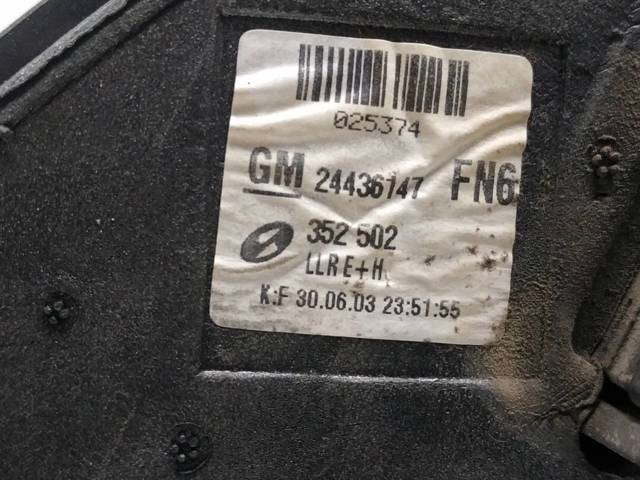 025374
GM 24436147 FN6
352 502
LLRE+H
K:F 30.06.03 23:51:55